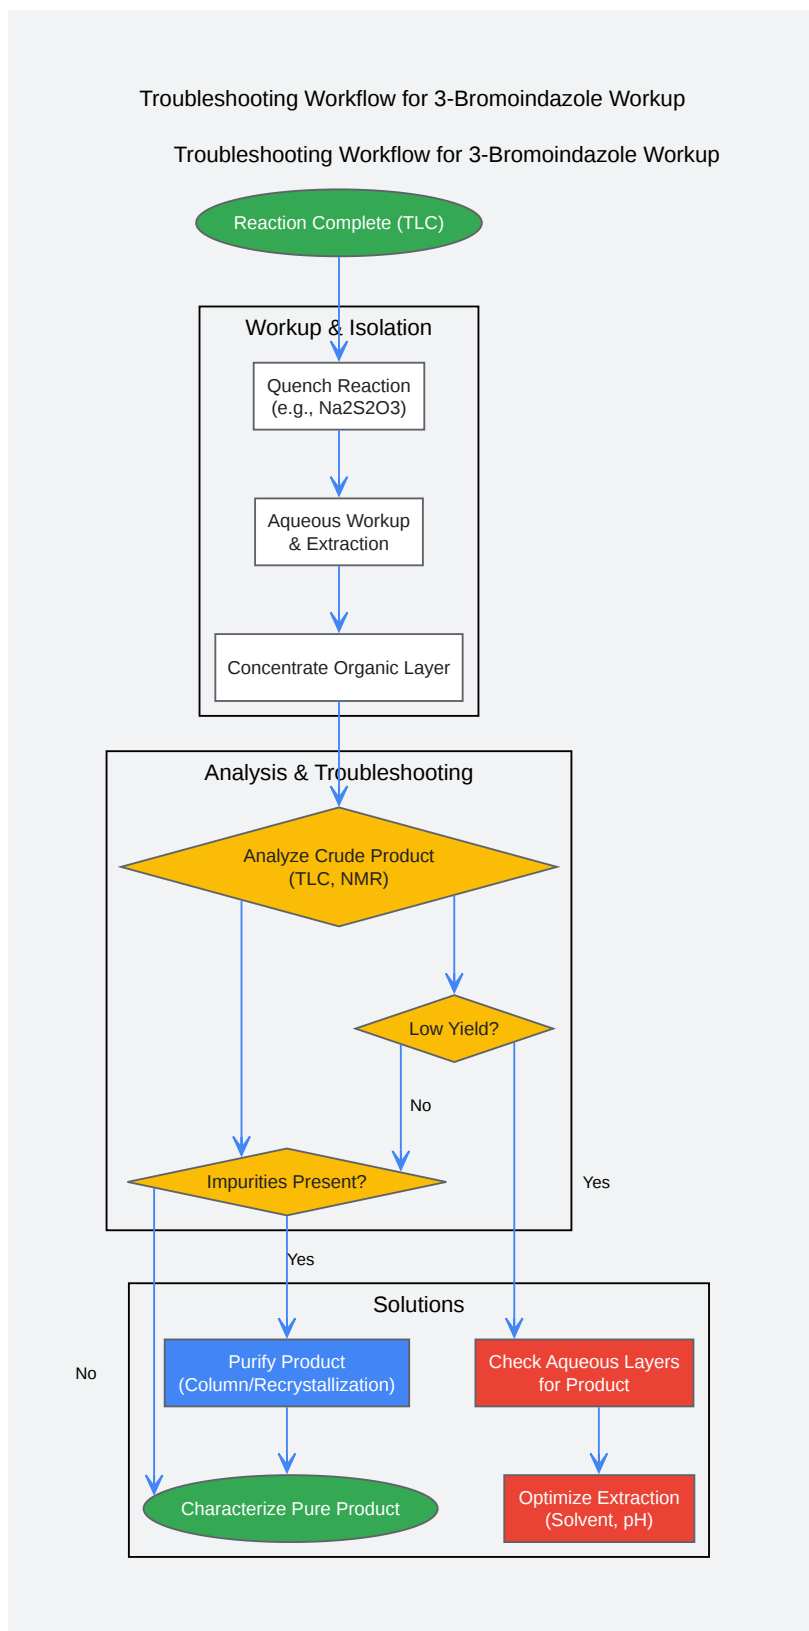 Troubleshooting Workflow for 3-Bromoindazole Workup
Troubleshooting Workflow for 3-Bromoindazole Workup
Reaction Complete (TLC)
Workup & Isolation
Quench Reaction
(e.g., Na2S2O3)
Aqueous Workup
& Extraction
Concentrate Organic Layer
Analysis & Troubleshooting
Analyze Crude Product
(TLC, NMR)
Low Yield?
No
Impurities Present?
Yes
Yes
Solutions
Purify Product
(Column/Recrystallization)
Check Aqueous Layers
for Product
No
Characterize Pure Product
Optimize Extraction
(Solvent, pH)